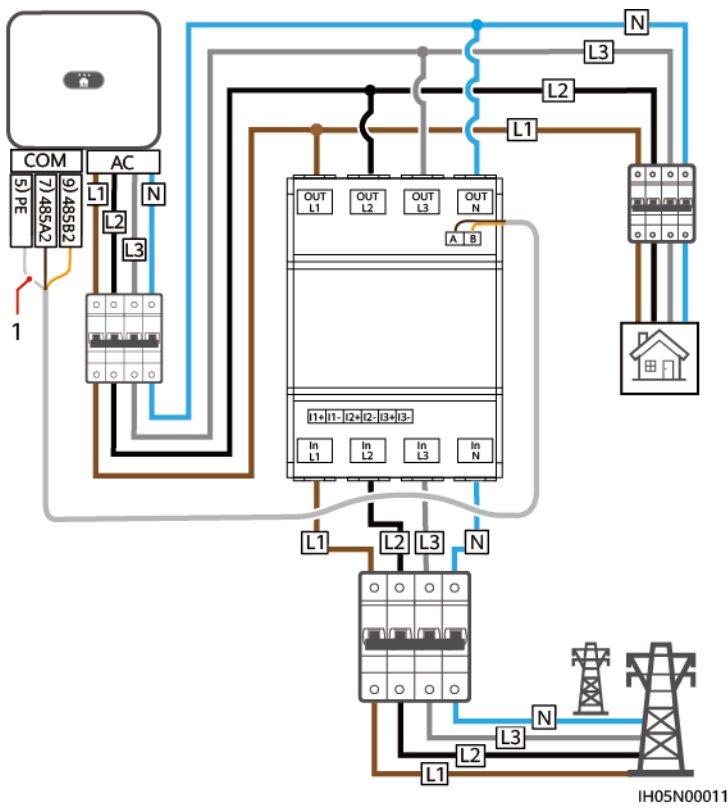 N
L3
L2
L1
COM
AC
5) PE
7) 485A2
9) 485B2
L1
L2
L3
N
1
OUT L1
OUT L2
OUT L3
OUT N
A
B
I1+ I1- I2+ I2- I3+ I3-
In L1
In L2
In L3
In N
L1
L2
L3
N
N
L3
L2
L1
IH05N00011